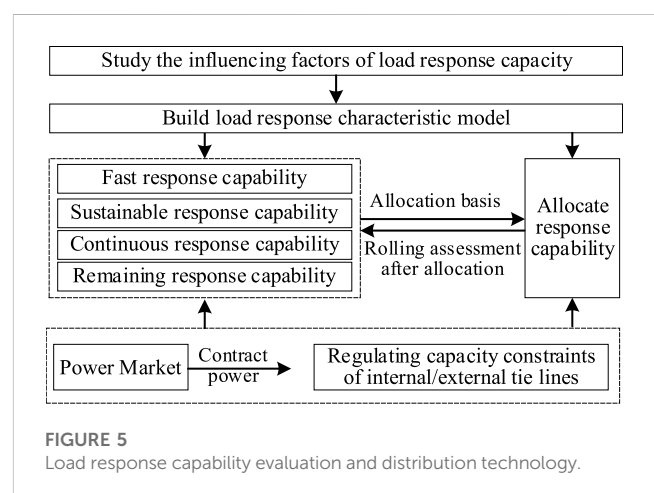 Study the influencing factors of load response capacity
Build load response characteristic model
Fast response capability
Sustainable response capability
Continuous response capability
Remaining response capability
Allocation basis
Rolling assessment
after allocation
Allocate
response
capability
Power Market
Contract
power
Regulating capacity constraints
of internal/external tie lines
FIGURE 5
Load response capability evaluation and distribution technology.